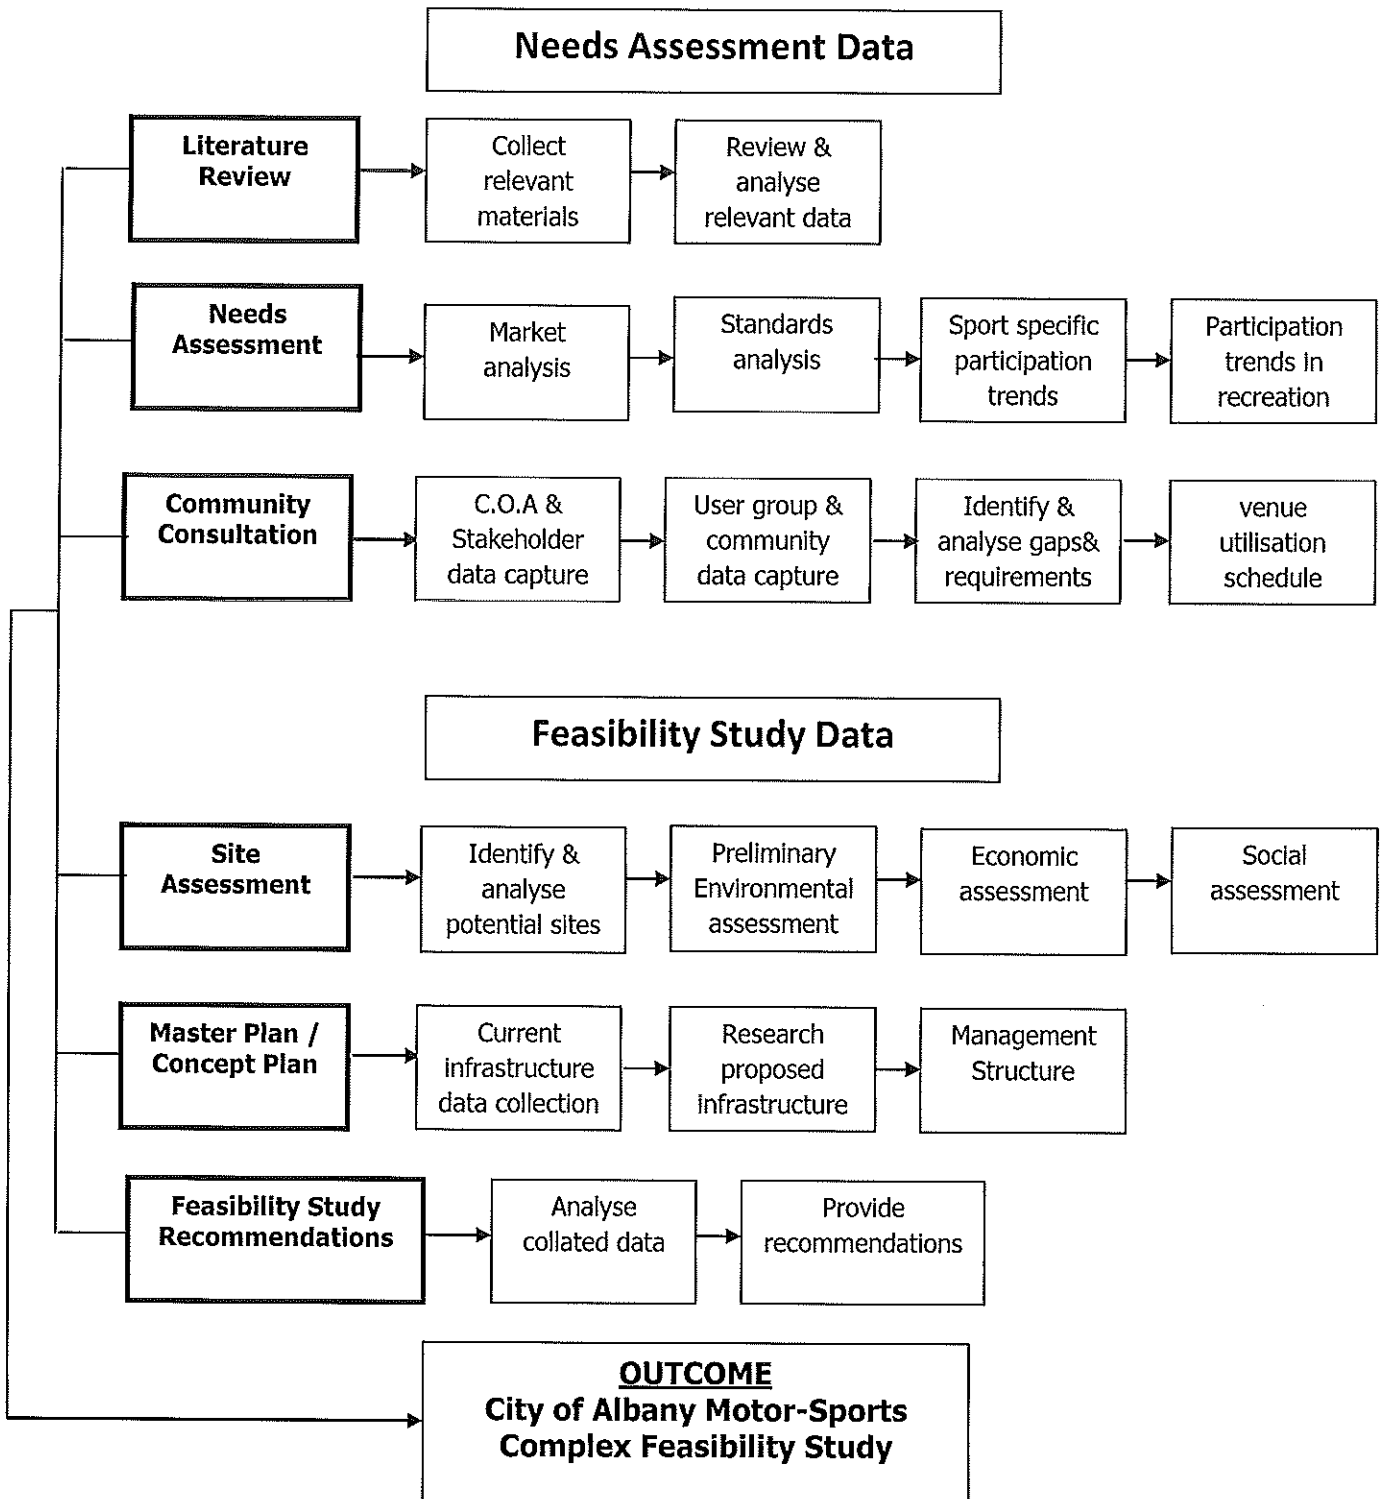 Needs Assessment Data
Literature
Review
Collect
relevant
materials
Review &
analyse
relevant data
Needs
Assessment
Market
analysis
Standards
analysis
Sport specific
participation
trends
Participation
trends in
recreation
Community
Consultation
C.O.A &
Stakeholder
data capture
User group &
community
data capture
Identify &
analyse gaps&
requirements
venue
utilisation
schedule
Feasibility Study Data
Site
Assessment
Identify &
analyse
potential sites
Preliminary
Environmental
assessment
Economic
assessment
Social
assessment
Master Plan /
Concept Plan
Current
infrastructure
data collection
Research
proposed
infrastructure
Management
Structure
Feasibility Study
Recommendations
Analyse
collated data
Provide
recommendations
OUTCOME
City of Albany Motor-Sports
Complex Feasibility Study